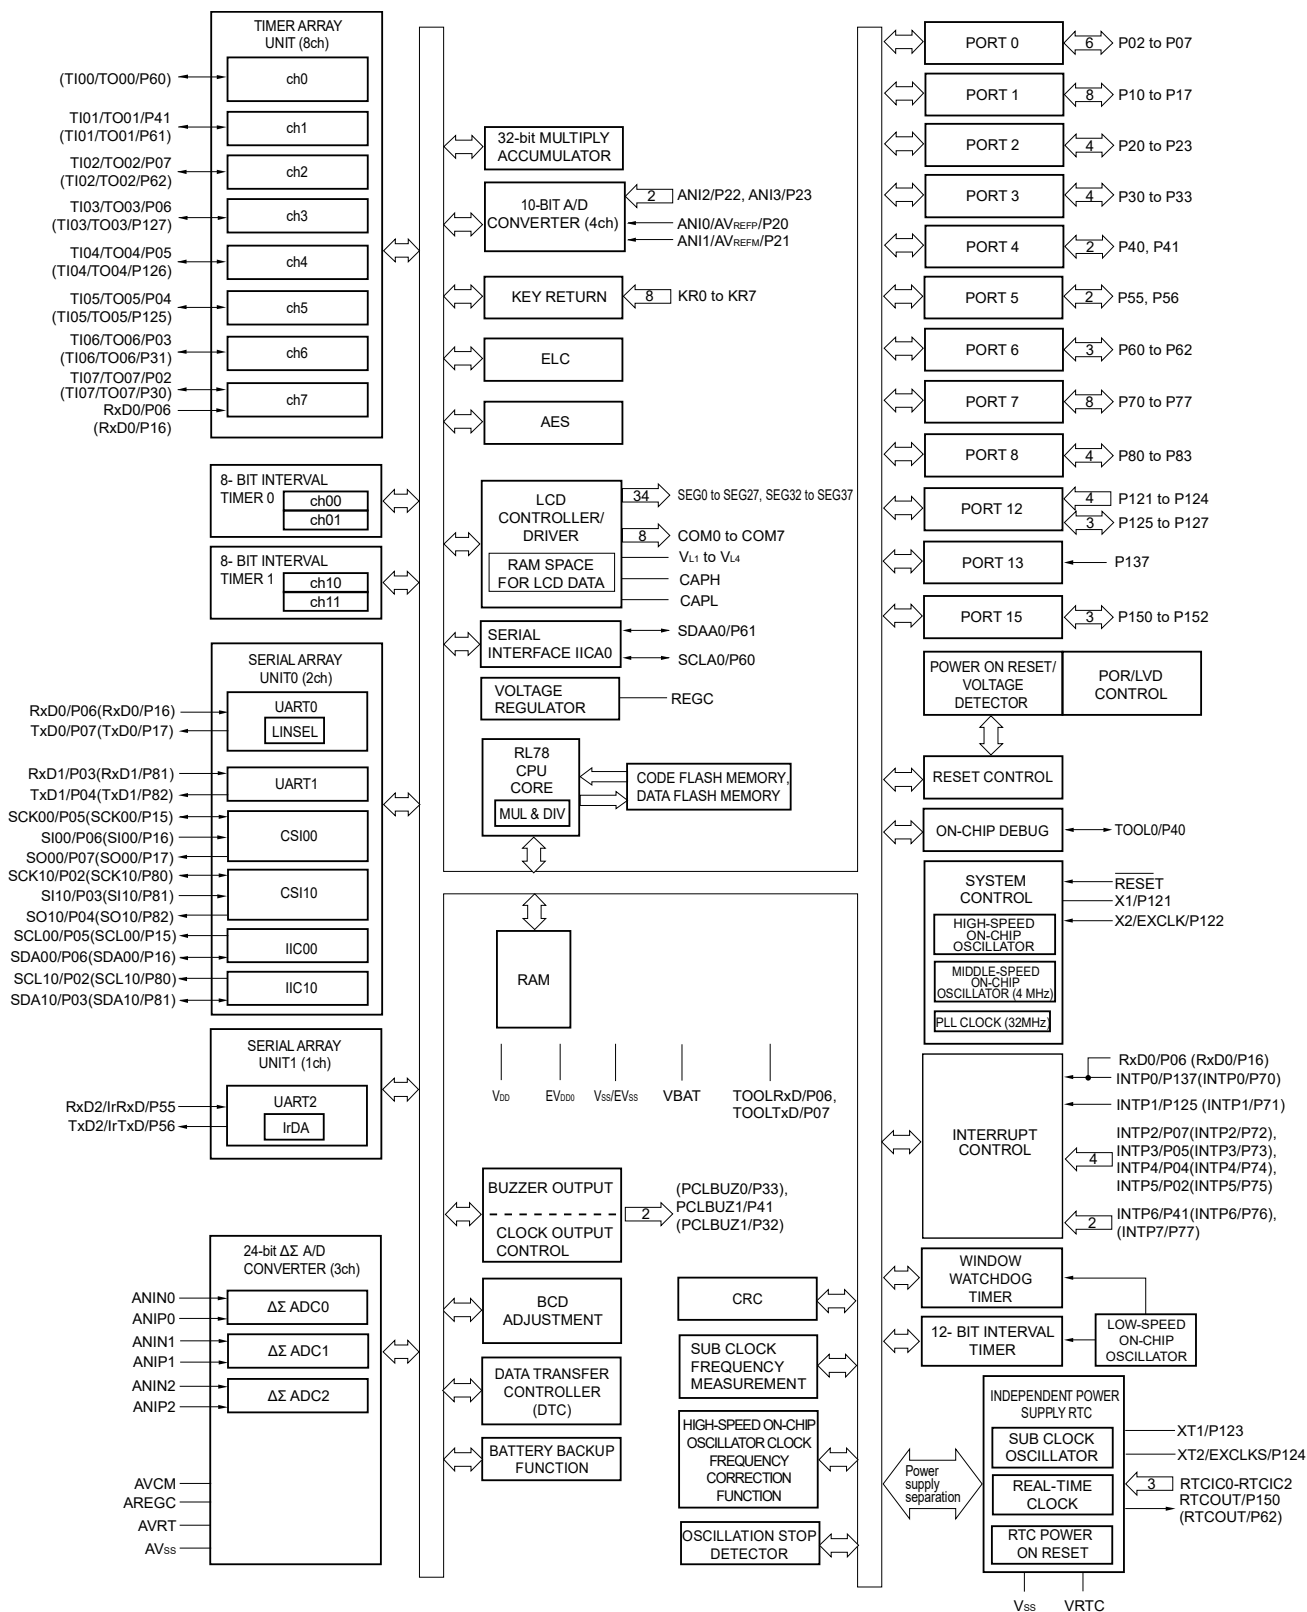 TIMER ARRAY
UNIT (8ch)
(TI00/TO00/P60)
ch0
TI01/TO01/P41
(TI01/TO01/P61)
ch1
TI02/TO02/P07
(TI02/TO02/P62)
ch2
TI03/TO03/P06
(TI03/TO03/P127)
ch3
TI04/TO04/P05
(TI04/TO04/P126)
ch4
TI05/TO05/P04
(TI05/TO05/P125)
ch5
TI06/TO06/P03
(TI06/TO06/P31)
ch6
TI07/TO07/P02
(TI07/TO07/P30)
RxD0/P06
(RxD0/P16)
ch7
8- BIT INTERVAL
TIMER 0
ch00
ch01
8- BIT INTERVAL
TIMER 1
ch10
ch11
SERIAL ARRAY
UNIT0 (2ch)
RxD0/P06(RxD0/P16)
TxD0/P07(TxD0/P17)
UART0
LINSEL
RxD1/P03(RxD1/P81)
TxD1/P04(TxD1/P82)
UART1
SCK00/P05(SCK00/P15)
SI00/P06(SI00/P16)
SO00/P07(SO00/P17)
CSI00
SCK10/P02(SCK10/P80)
SI10/P03(SI10/P81)
SO10/P04(SO10/P82)
CSI10
SCL00/P05(SCL00/P15)
SDA00/P06(SDA00/P16)
IIC00
SCL10/P02(SCL10/P80)
SDA10/P03(SDA10/P81)
IIC10
SERIAL ARRAY
UNIT1 (1ch)
RxD2/IrRxD/P55
TxD2/IrTxD/P56
UART2
IrDA
24-bit ΔΣ A/D
CONVERTER (3ch)
ANIN0
ANIP0
ΔΣ ADC0
ANIN1
ANIP1
ΔΣ ADC1
ANIN2
ANIP2
ΔΣ ADC2
AVCM
AREGC
AVRT
AVss
32-bit MULTIPLY
ACCUMULATOR
10-BIT A/D
CONVERTER (4ch)
2
ANI2/P22, ANI3/P23
ANI0/AVREFP/P20
ANI1/AVREFM/P21
KEY RETURN
8
KR0 to KR7
ELC
AES
LCD
CONTROLLER/
DRIVER
RAM SPACE
FOR LCD DATA
34
SEG0 to SEG27, SEG32 to SEG37
8
COM0 to COM7
VL1 to VL4
CAPH
CAPL
SERIAL
INTERFACE IICA0
SDAA0/P61
SCLA0/P60
VOLTAGE
REGULATOR
REGC
RL78
CPU
CORE
MUL & DIV
CODE FLASH MEMORY,
DATA FLASH MEMORY
RAM
VDD
EVDD0
Vss/EVss
VBAT
TOOLRxD/P06,
TOOLTxD/P07
BUZZER OUTPUT
CLOCK OUTPUT
CONTROL
2
(PCLBUZ0/P33),
PCLBUZ1/P41
(PCLBUZ1/P32)
BCD
ADJUSTMENT
DATA TRANSFER
CONTROLLER
(DTC)
BATTERY BACKUP
FUNCTION
CRC
SUB CLOCK
FREQUENCY
MEASUREMENT
HIGH-SPEED ON-CHIP
OSCILLATOR CLOCK
FREQUENCY
CORRECTION
FUNCTION
OSCILLATION STOP
DETECTOR
PORT 0
6
P02 to P07
PORT 1
8
P10 to P17
PORT 2
4
P20 to P23
PORT 3
4
P30 to P33
PORT 4
2
P40, P41
PORT 5
2
P55, P56
PORT 6
3
P60 to P62
PORT 7
8
P70 to P77
PORT 8
4
P80 to P83
PORT 12
4
P121 to P124
3
P125 to P127
PORT 13
P137
PORT 15
3
P150 to P152
POWER ON RESET/
VOLTAGE
DETECTOR
POR/LVD
CONTROL
RESET CONTROL
ON-CHIP DEBUG
TOOL0/P40
SYSTEM
CONTROL
HIGH-SPEED
ON-CHIP
OSCILLATOR
MIDDLE-SPEED
ON-CHIP
OSCILLATOR (4 MHz)
PLL CLOCK (32MHz)
RESET
X1/P121
X2/EXCLK/P122
INTERRUPT
CONTROL
RxD0/P06 (RxD0/P16)
INTP0/P137(INTP0/P70)
INTP1/P125 (INTP1/P71)
4
INTP2/P07(INTP2/P72),
INTP3/P05(INTP3/P73),
INTP4/P04(INTP4/P74),
INTP5/P02(INTP5/P75)
2
INTP6/P41(INTP6/P76),
(INTP7/P77)
WINDOW
WATCHDOG
TIMER
12- BIT INTERVAL
TIMER
LOW-SPEED
ON-CHIP
OSCILLATOR
Power
supply
separation
INDEPENDENT POWER
SUPPLY RTC
SUB CLOCK
OSCILLATOR
REAL-TIME
CLOCK
RTC POWER
ON RESET
XT1/P123
XT2/EXCLKS/P124
3
RTCIC0-RTCIC2
RTCOUT/P150
(RTCOUT/P62)
Vss
VRTC